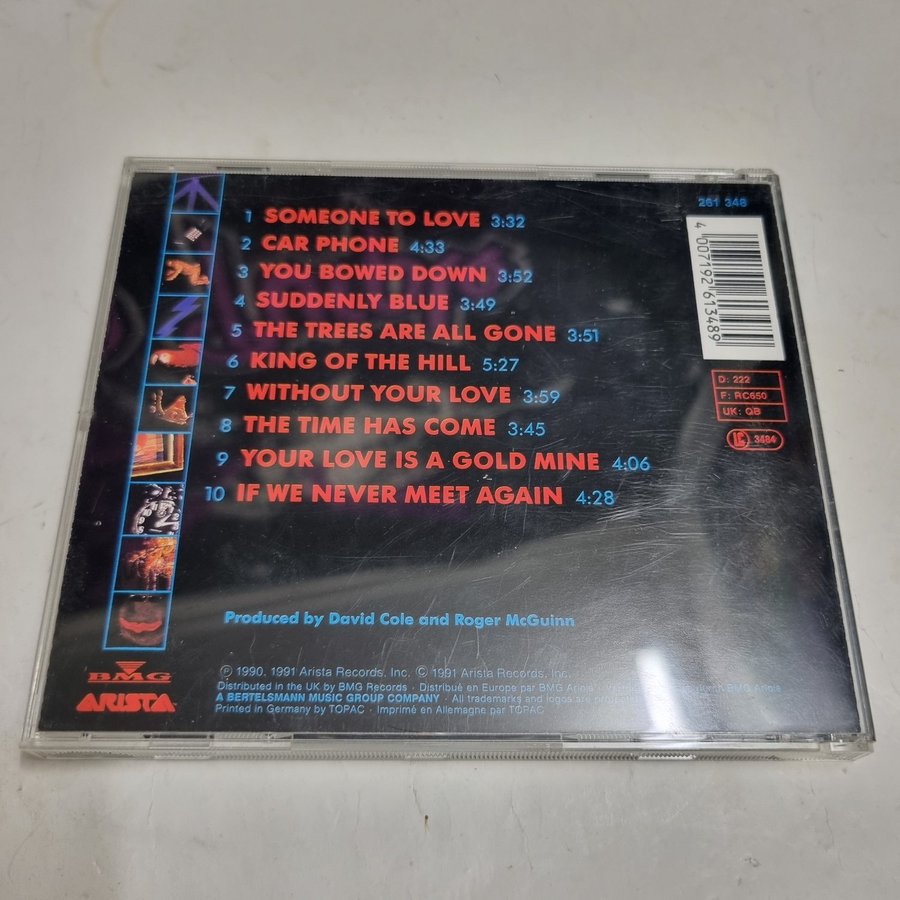 261 348
1 SOMEONE TO LOVE 3:32
2 CAR PHONE 4:33
3 YOU BOWED DOWN 3:52
4 SUDDENLY BLUE 3:49
5 THE TREES ARE ALL GONE 3:51
6 KING OF THE HILL 5:27
7 WITHOUT YOUR LOVE 3:59
8 THE TIME HAS COME 3:45
9 YOUR LOVE IS A GOLD MINE 4:06
10 IF WE NEVER MEET AGAIN 4:28
4 007192 613489
D: 222
F: RC650
UK: QB
LC 3484
Produced by David Cole and Roger McGuinn
BMG
ARISTA
℗ 1990, 1991 Arista Records, Inc. © 1991 Arista Records, Inc.
Distributed in the UK by BMG Records · Distribué en Europe par BMG Ariola BMG Ariola
A BERTELSMANN MUSIC GROUP COMPANY · All trademarks and logos are
Printed in Germany by TOPAC · Imprimé en Allemagne par TOPAC